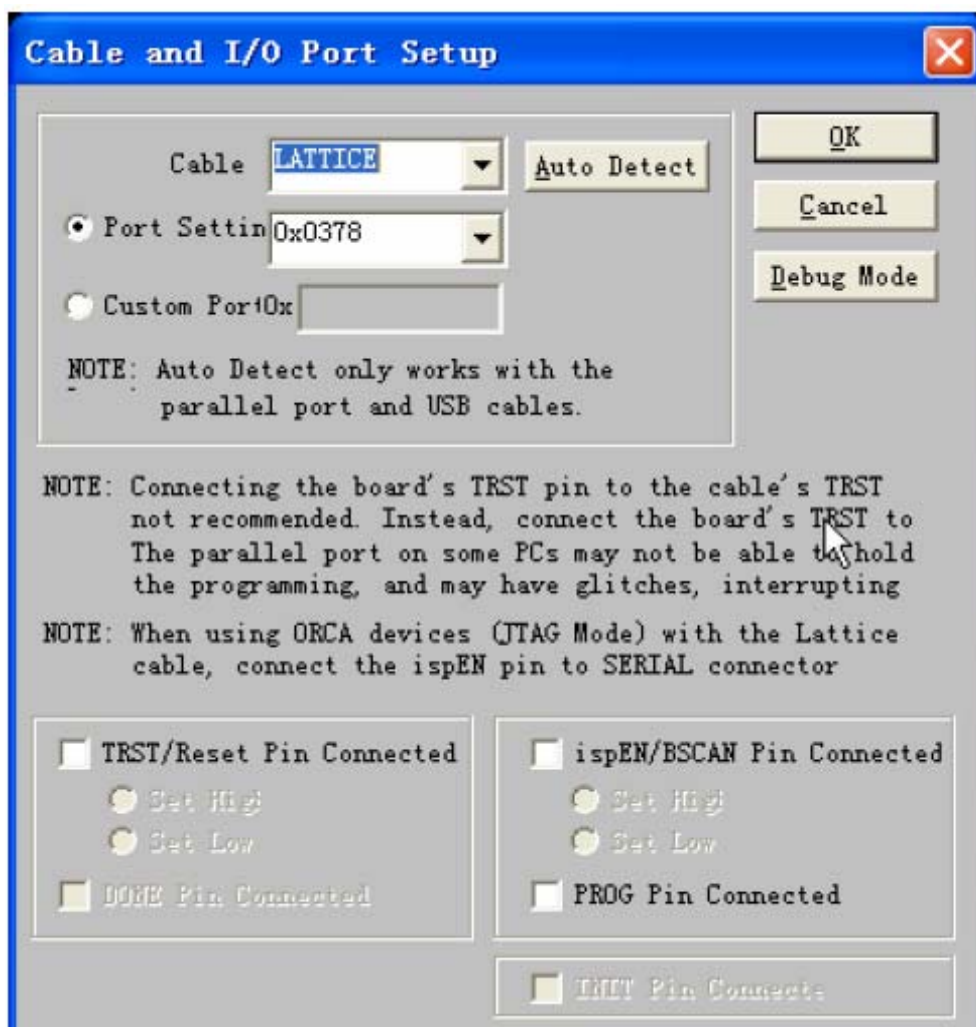 Cable and I/O Port Setup
Cable LATTICE Auto Detect
OK
Port Settin 0x0378
Cancel
Custom Port0x
Debug Mode
NOTE: Auto Detect only works with the
parallel port and USB cables.
NOTE: Connecting the board's TRST pin to the cable's TRST
not recommended. Instead, connect the board's TRST to
The parallel port on some PCs may not be able to hold
the programming, and may have glitches, interrupting
NOTE: When using ORCA devices (JTAG Mode) with the Lattice
cable, connect the ispEN pin to SERIAL connector
TRST/Reset Pin Connected
Set High
Set Low
DONE Pin Connected
ispEN/BSCAN Pin Connected
Set High
Set Low
PROG Pin Connected
INIT Pin Connecte